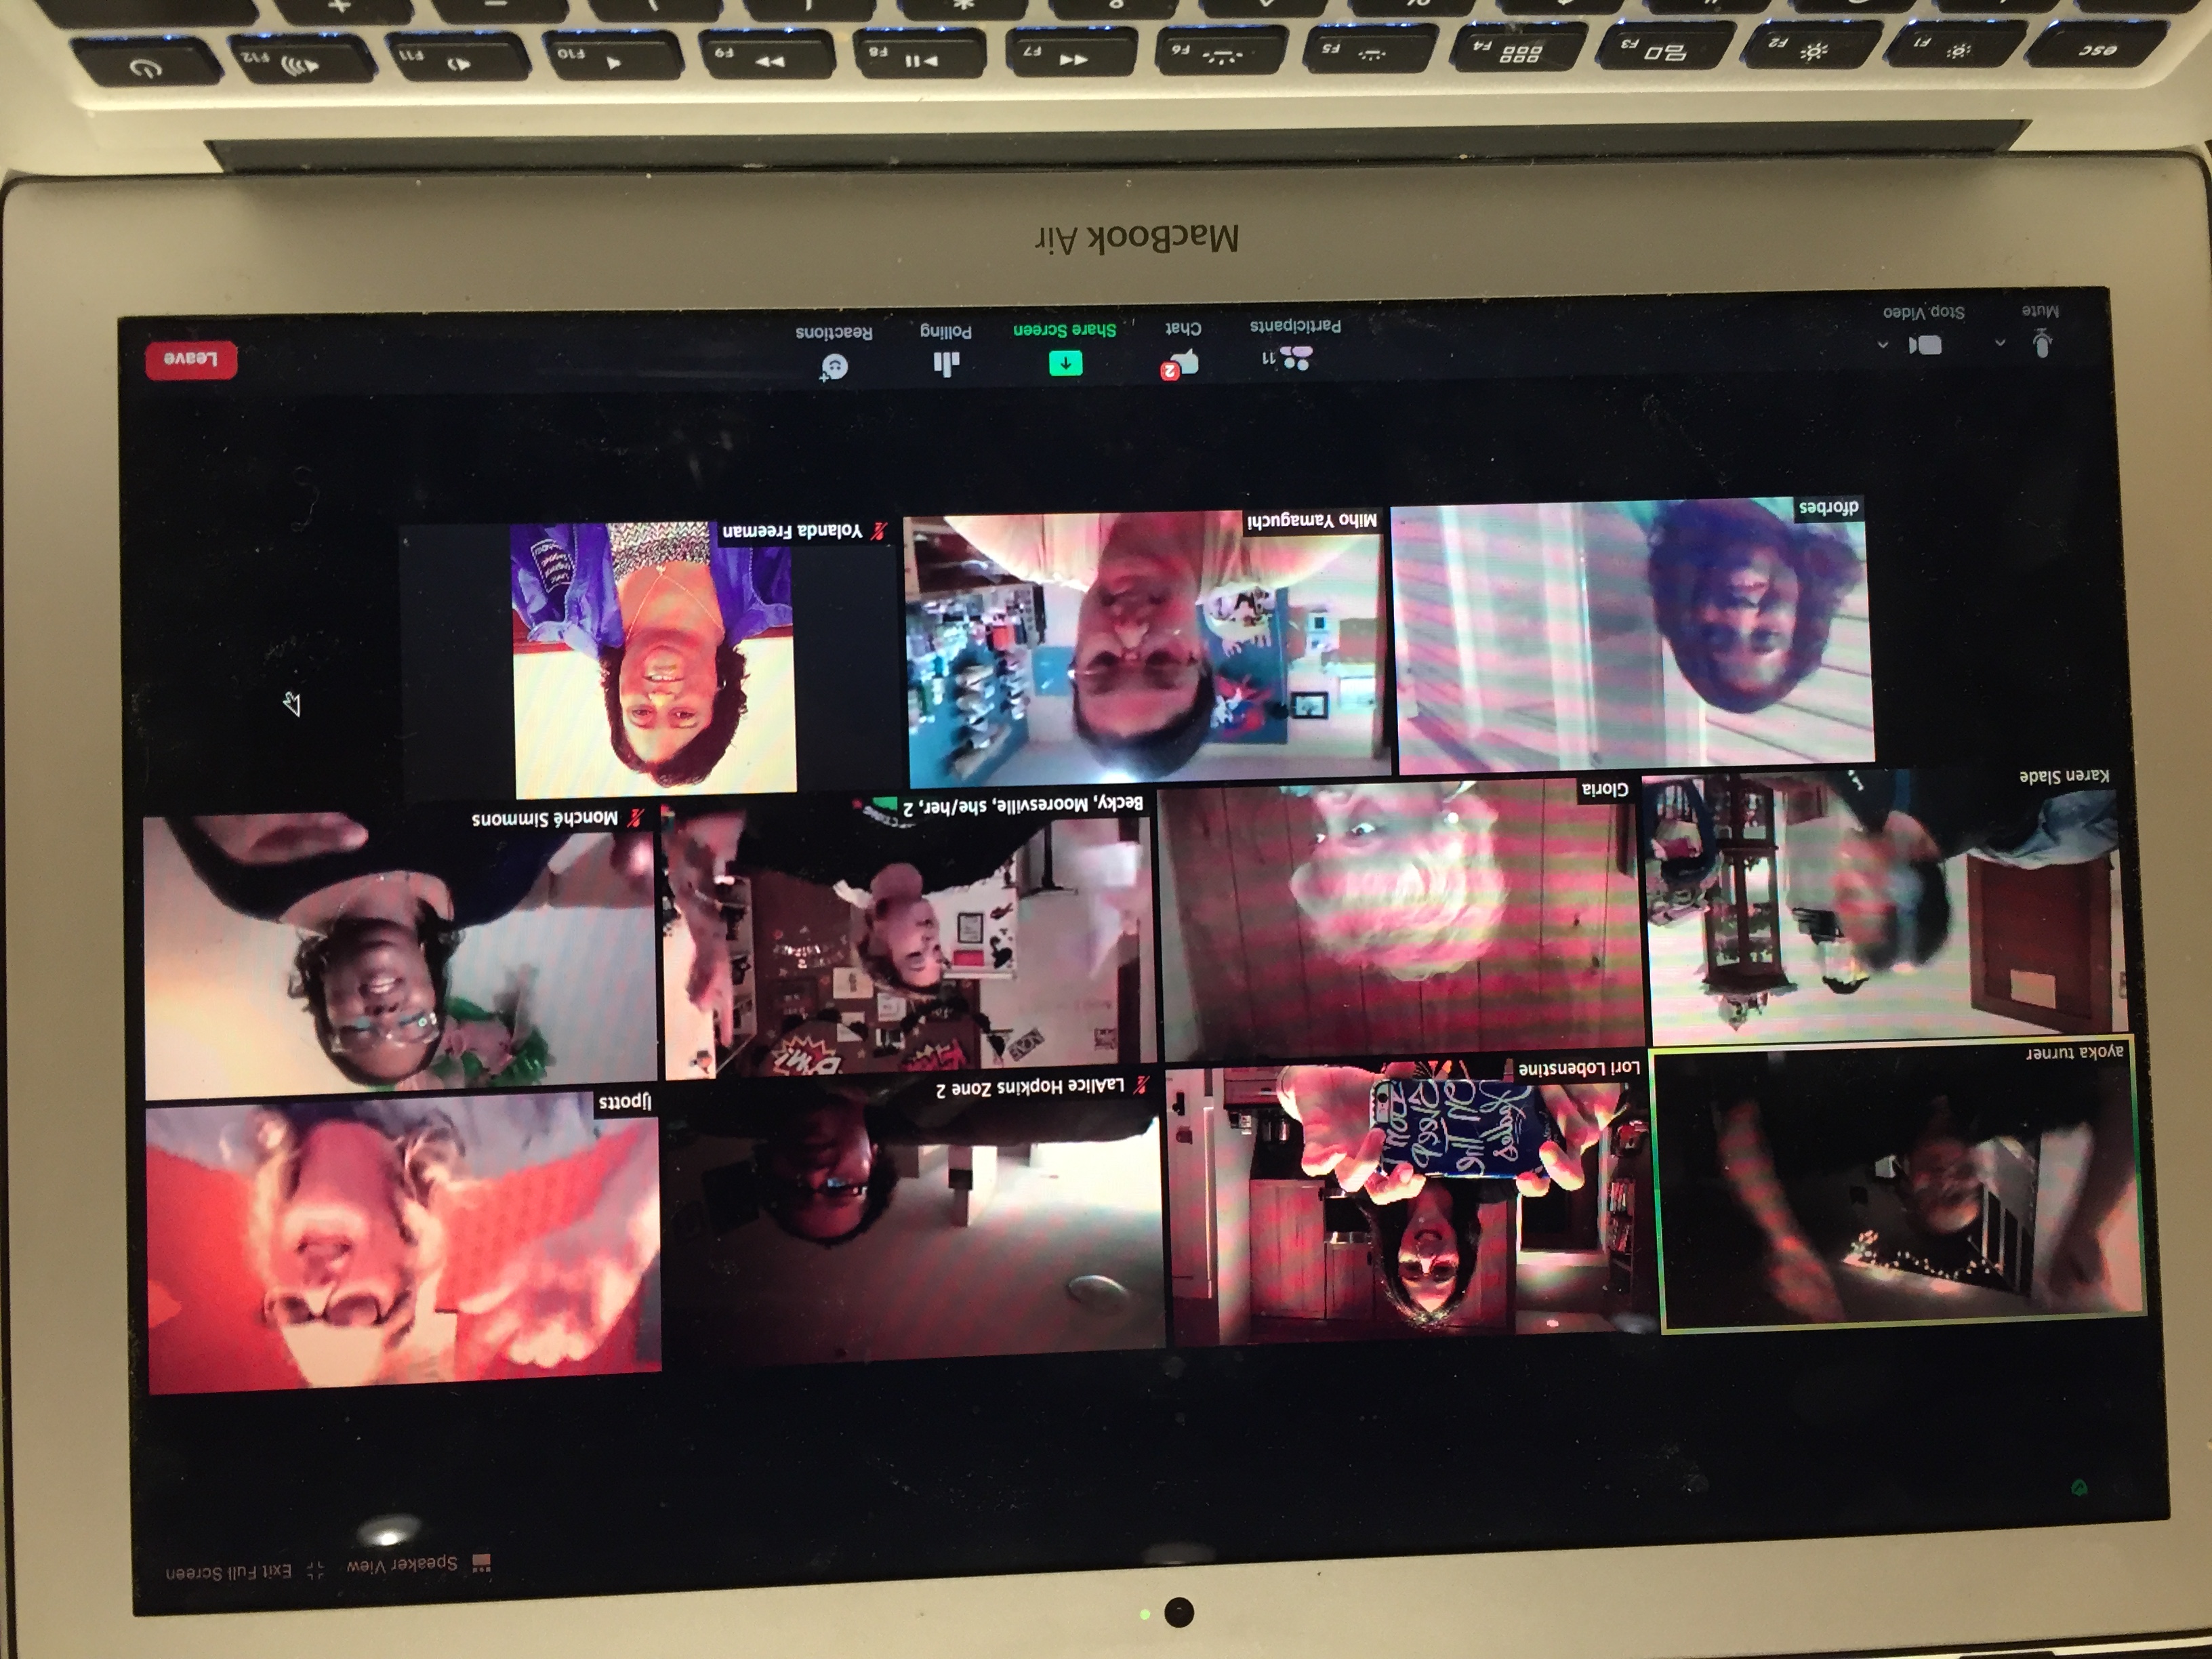 Speaker View
Exit Full Screen
ayoka turner
Lori Lobenstine
LaAlice Hopkins Zone 2
ljpotts
BAM!
Karen Slade
Gloria
Becky, Mooresville, she/her, 2
Monché Simmons
dforbes
Miho Yamaguchi
Yolanda Freeman
Mute
Stop Video
Participants
11
Chat
2
Share Screen
Polling
Reactions
Leave
MacBook Air
esc
F1
F2
F3
F4
F5
F6
F7
F8
F9
F10
F11
F12